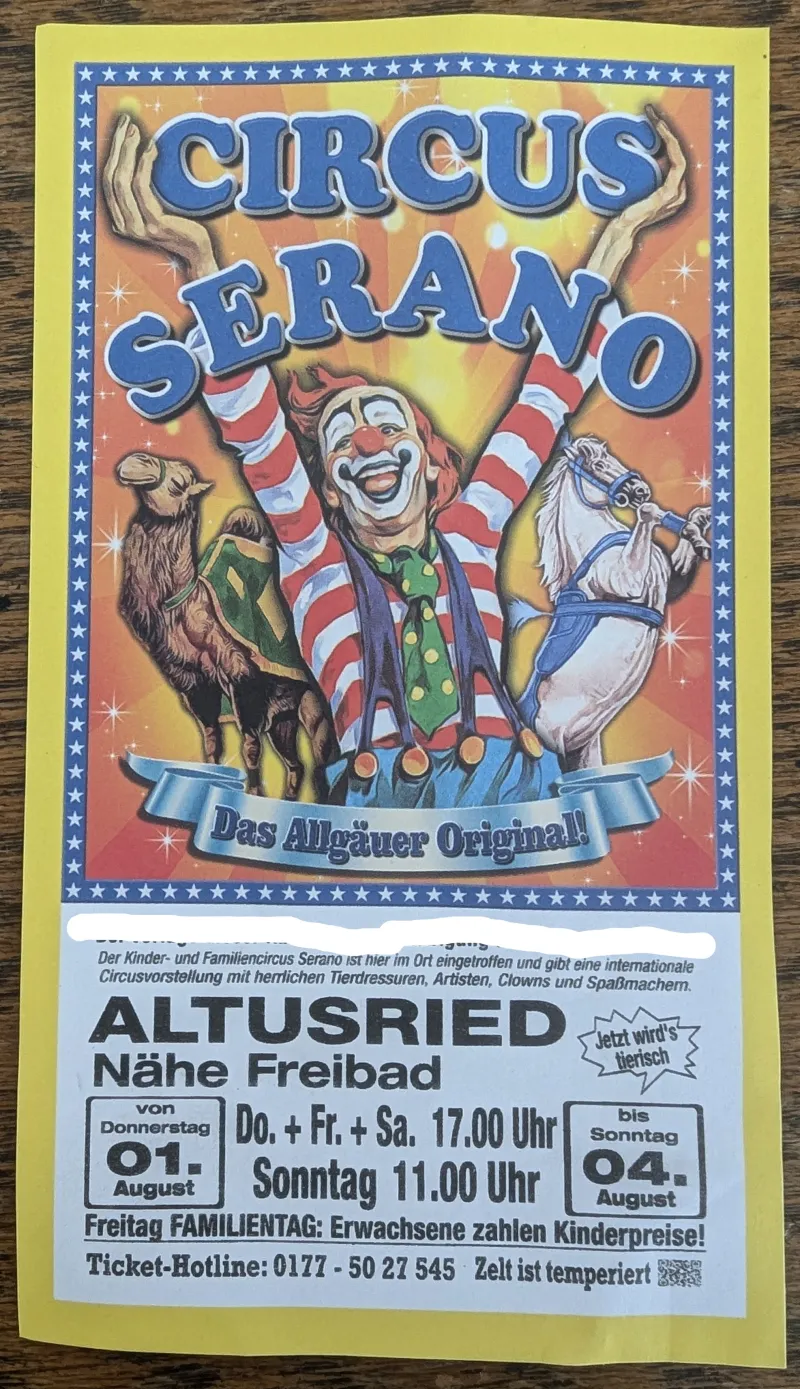 CIRCUS
SERANO
Das Allgäuer Original!
Der Kinder- und Familiencircus Serano ist hier im Ort eingetroffen und gibt eine internationale
Circusvorstellung mit herrlichen Tierdressuren, Artisten, Clowns und Spaßmachern.
ALTUSRIED
Nähe Freibad
Jetzt wird's
tierisch
von
Donnerstag
01.
August
Do. + Fr. + Sa. 17.00 Uhr
Sonntag 11.00 Uhr
bis
Sonntag
04.
August
Freitag FAMILIENTAG: Erwachsene zahlen Kinderpreise!
Ticket-Hotline: 0177 - 50 27 545 Zelt ist temperiert